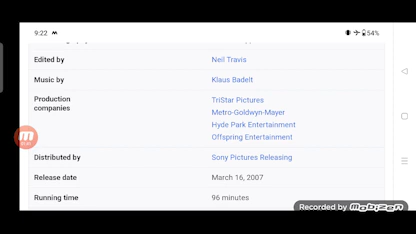 9:22
54%
Edited by Neil Travis
Music by Klaus Badelt
Production companies TriStar Pictures
Metro-Goldwyn-Mayer
Hyde Park Entertainment
Offspring Entertainment
Distributed by Sony Pictures Releasing
Release date March 16, 2007
Running time 96 minutes
Recorded by Mobizen